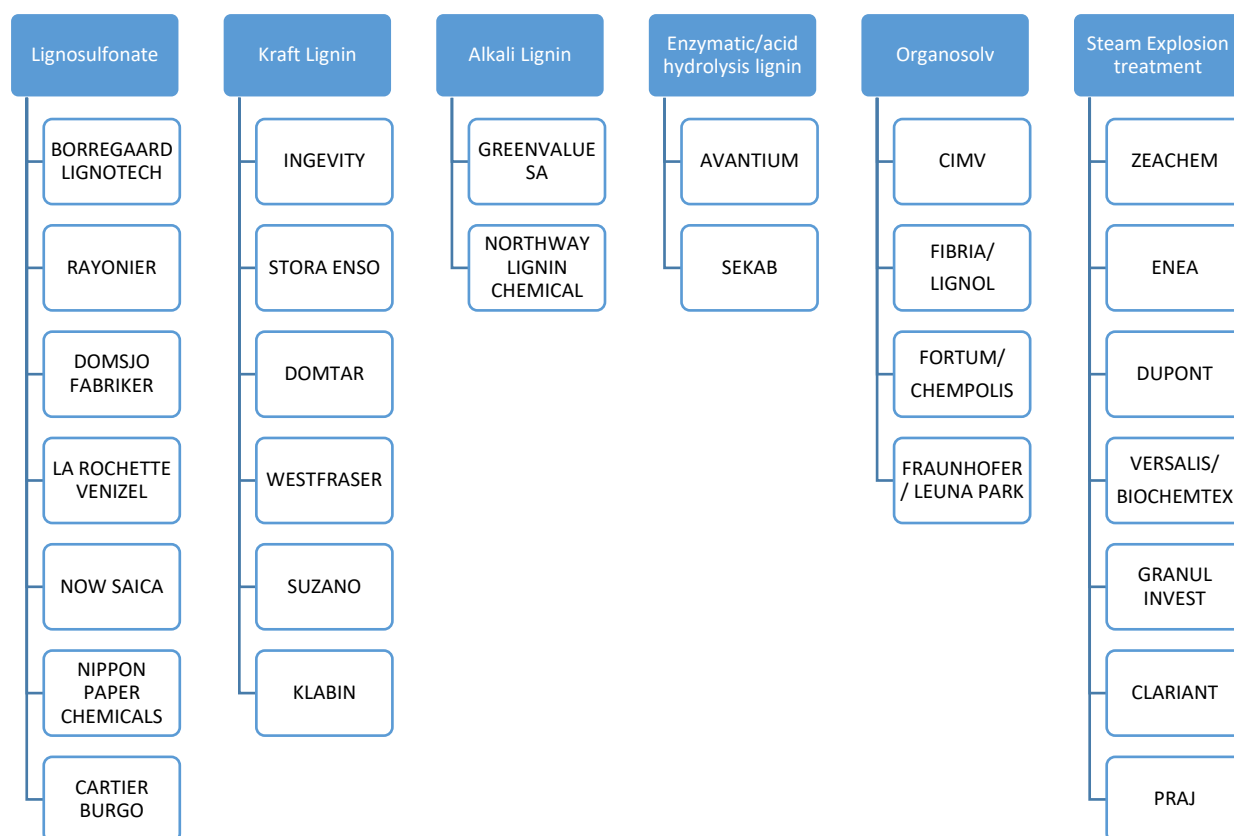 Lignosulfonate
BORREGAARD
LIGNOTECH
RAYONIER
DOMSJO
FABRIKER
LA ROCHETTE
VENIZEL
NOW SAICA
NIPPON
PAPER
CHEMICALS
CARTIER
BURGO
Kraft Lignin
INGEVITY
STORA ENSO
DOMTAR
WESTFRASER
SUZANO
KLABIN
Alkali Lignin
GREENVALUE
SA
NORTHWAY
LIGNIN
CHEMICAL
Enzymatic/acid
hydrolysis lignin
AVANTIUM
SEKAB
Organosolv
CIMV
FIBRIA/
LIGNOL
FORTUM/
CHEMPOLIS
FRAUNHOFER
/ LEUNA PARK
Steam Explosion
treatment
ZEACHEM
ENEA
DUPONT
VERSALIS/
BIOCHEMTEX
GRANUL
INVEST
CLARIANT
PRAJ